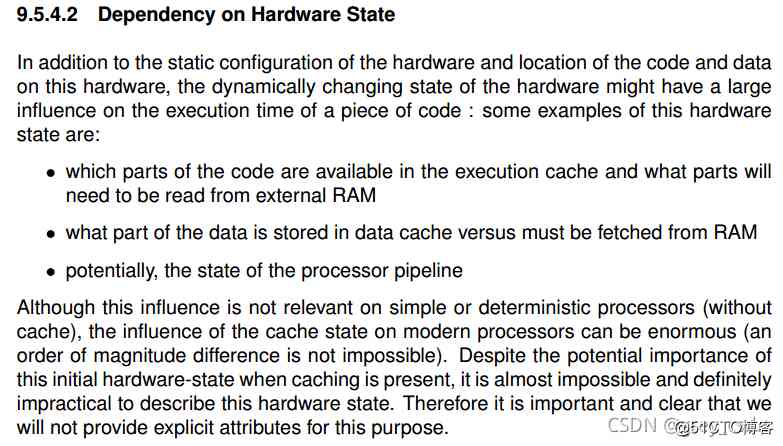 9.5.4.2 Dependency on Hardware State
In addition to the static configuration of the hardware and location of the code and data
on this hardware, the dynamically changing state of the hardware might have a large
influence on the execution time of a piece of code : some examples of this hardware
state are:
• which parts of the code are available in the execution cache and what parts will
need to be read from external RAM
• what part of the data is stored in data cache versus must be fetched from RAM
• potentially, the state of the processor pipeline
Although this influence is not relevant on simple or deterministic processors (without
cache), the influence of the cache state on modern processors can be enormous (an
order of magnitude difference is not impossible). Despite the potential importance of
this initial hardware-state when caching is present, it is almost impossible and definitely
impractical to describe this hardware state. Therefore it is important and clear that we
will not provide explicit attributes for this purpose.
CSDN
@51CTO博客